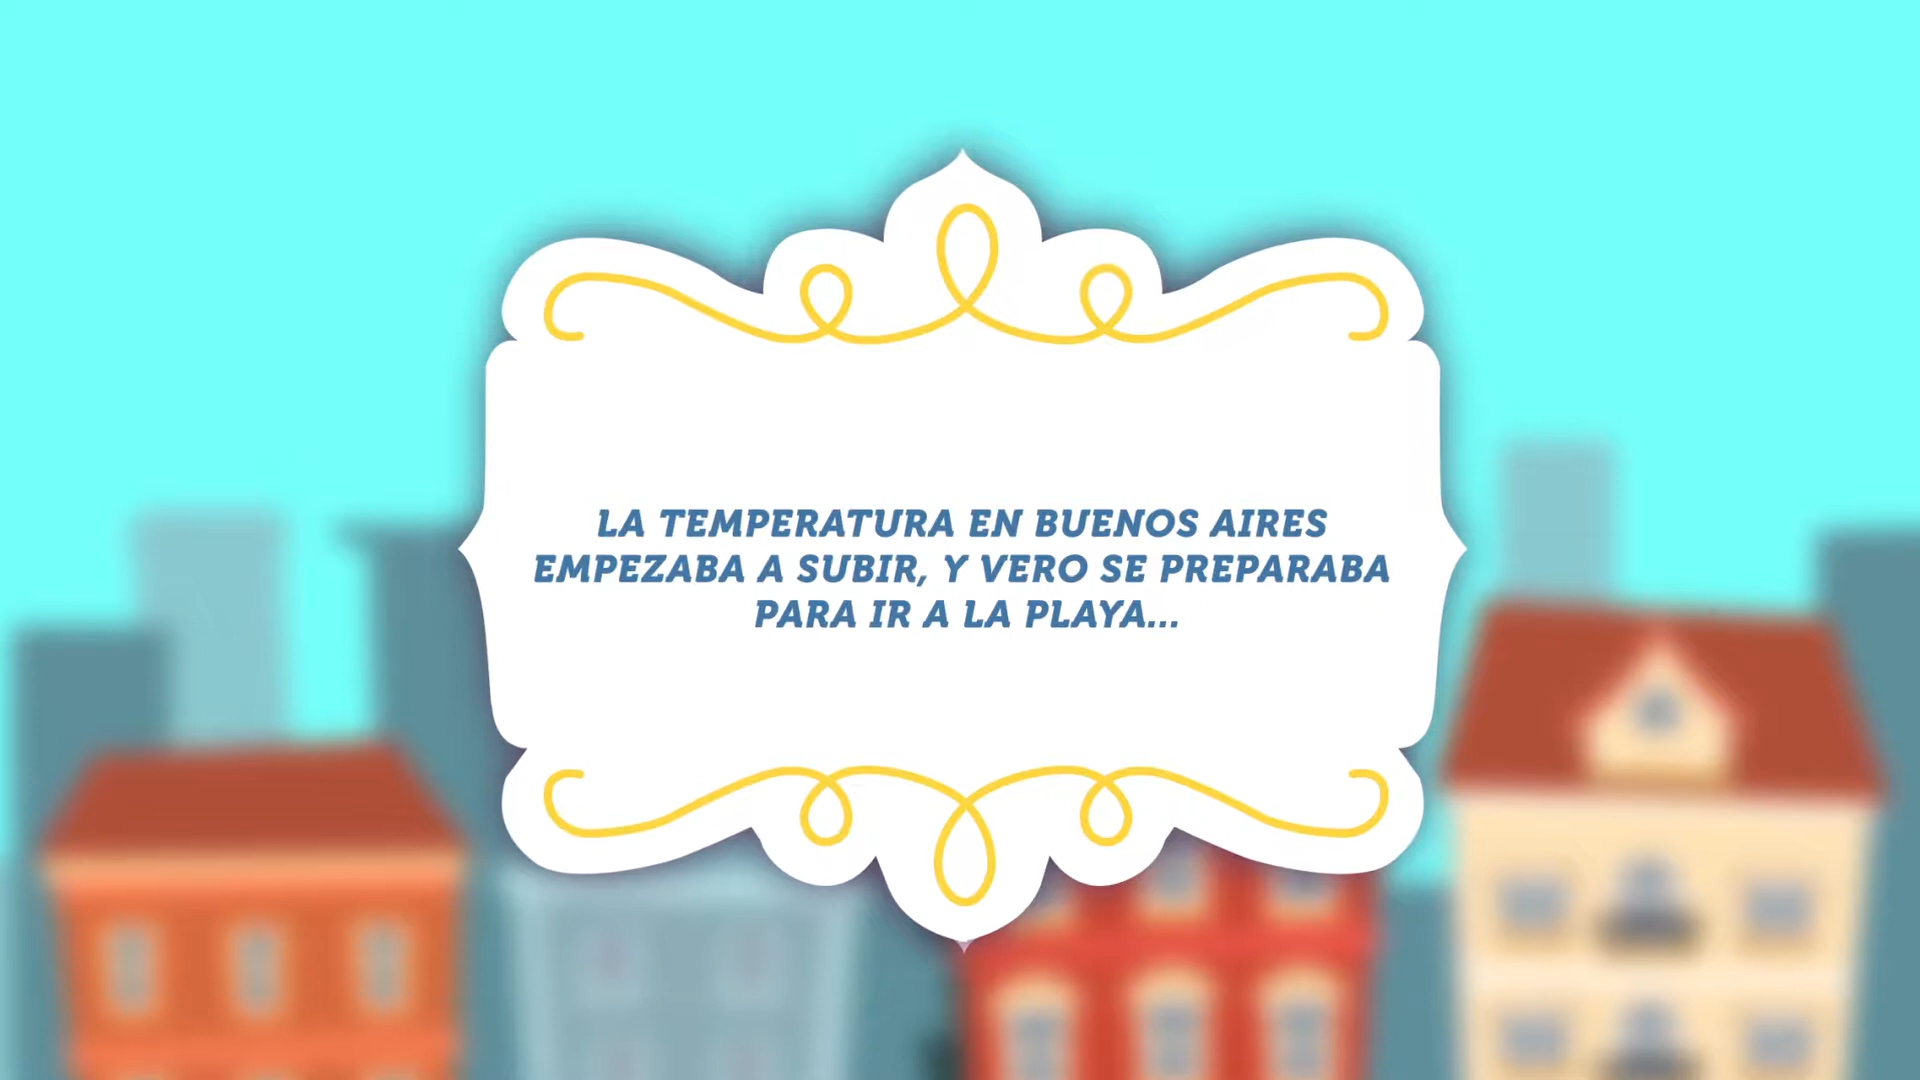 LA TEMPERATURA EN BUENOS AIRES
EMPEZABA A SUBIR, Y VERO SE PREPARABA
PARA IR A LA PLAYA...